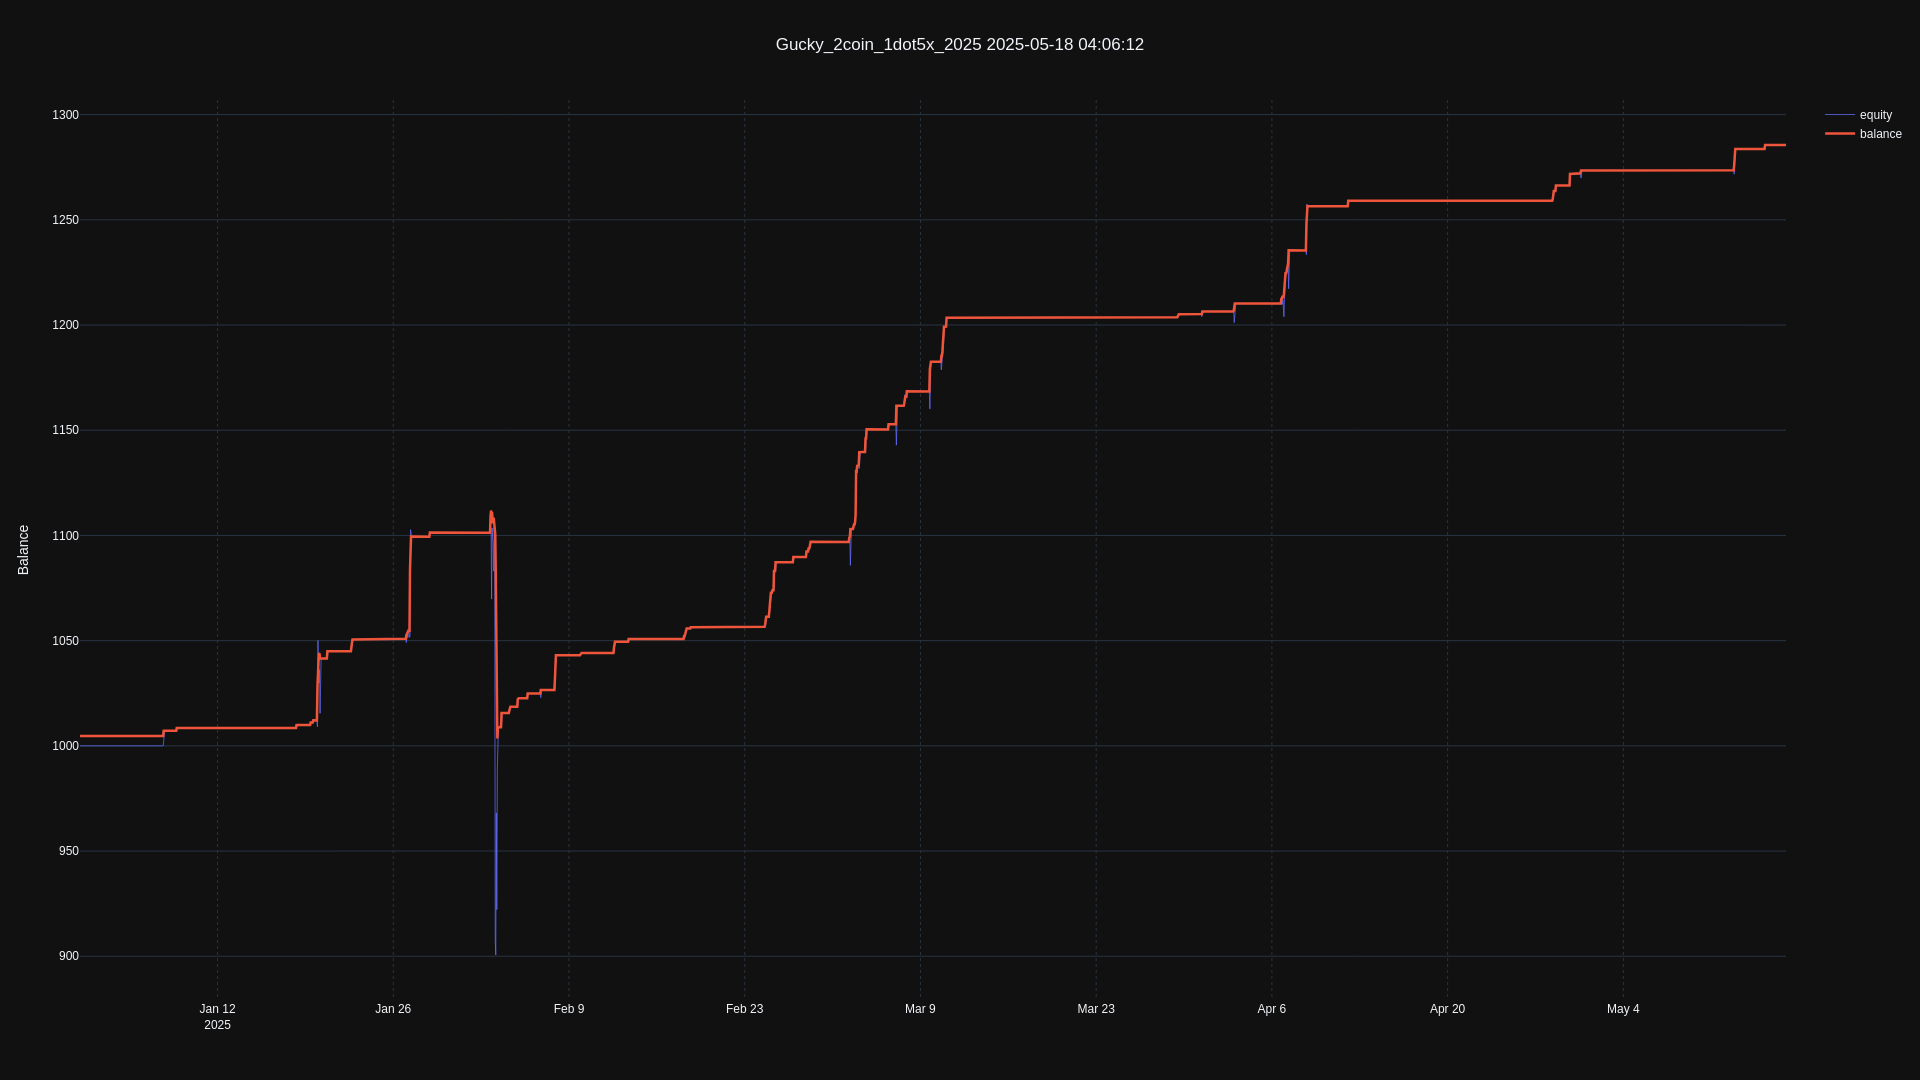 Gucky_2coin_1dot5x_2025 2025-05-18 04:06:12
equity
balance
Balance
1300
1250
1200
1150
1100
1050
1000
950
900
Jan 12
2025
Jan 26
Feb 9
Feb 23
Mar 9
Mar 23
Apr 6
Apr 20
May 4